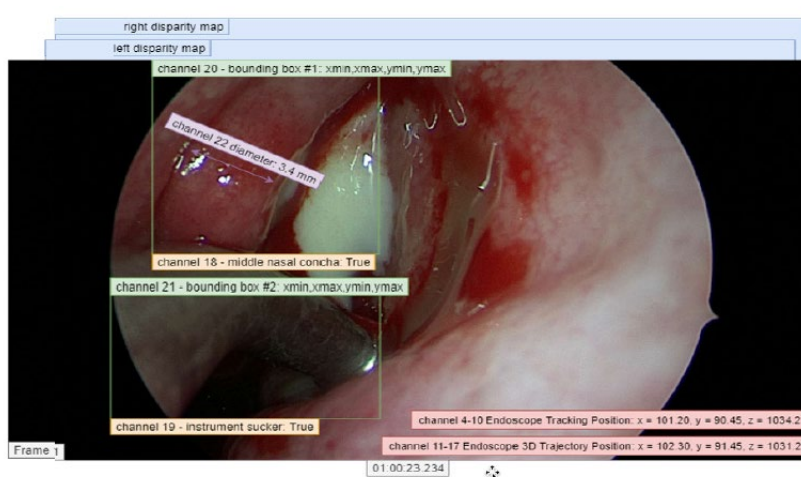 right disparity map
left disparity map
channel 20 - bounding box #1: xmin,xmax,ymin,ymax
channel 22 diameter: 3.4 mm
channel 18 - middle nasal concha: True
channel 21 - bounding box #2: xmin,xmax,ymin,ymax
channel 19 - instrument sucker: True
channel 4-10 Endoscope Tracking Position: x = 101.20, y = 90.45, z = 1034.2
channel 11-17 Endoscope 3D Trajectory Position: x = 102.30, y = 91.45, z = 1031.2
Frame 1
01:00:23.234